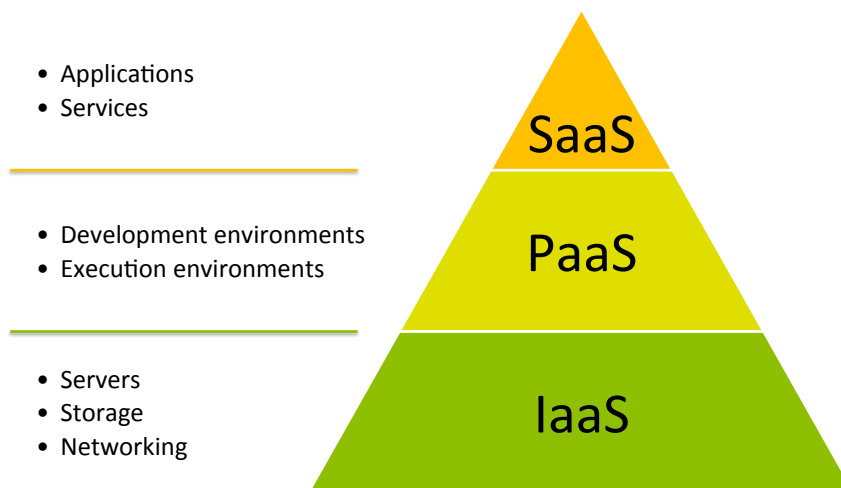 • Applications
• Services
SaaS
• Development environments
• Execution environments
PaaS
• Servers
• Storage
• Networking
IaaS